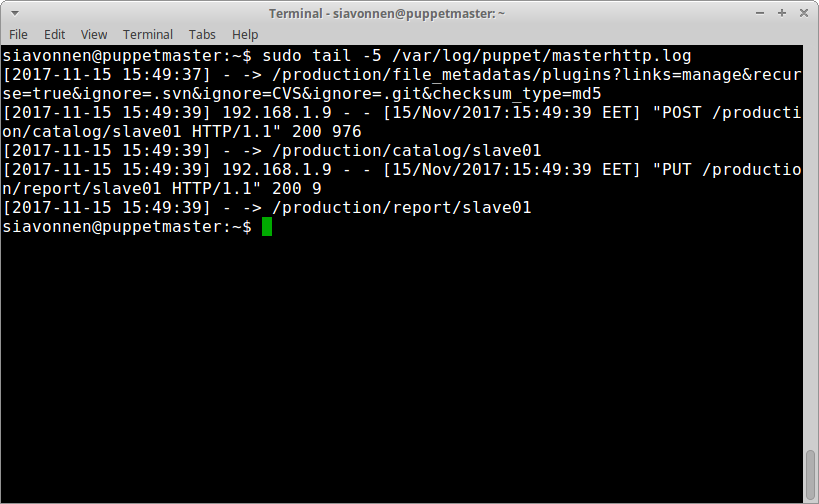 Terminal - siavonnen@puppetmaster: ~
File Edit View Terminal Tabs Help
siavonnen@puppetmaster:~$ sudo tail -5 /var/log/puppet/masterhttp.log
[2017-11-15 15:49:37] - -> /production/file_metadatas/plugins?links=manage&recur
se=true&ignore=.svn&ignore=CVS&ignore=.git&checksum_type=md5
[2017-11-15 15:49:39] 192.168.1.9 - - [15/Nov/2017:15:49:39 EET] "POST /producti
on/catalog/slave01 HTTP/1.1" 200 976
[2017-11-15 15:49:39] - -> /production/catalog/slave01
[2017-11-15 15:49:39] 192.168.1.9 - - [15/Nov/2017:15:49:39 EET] "PUT /productio
n/report/slave01 HTTP/1.1" 200 9
[2017-11-15 15:49:39] - -> /production/report/slave01
siavonnen@puppetmaster:~$